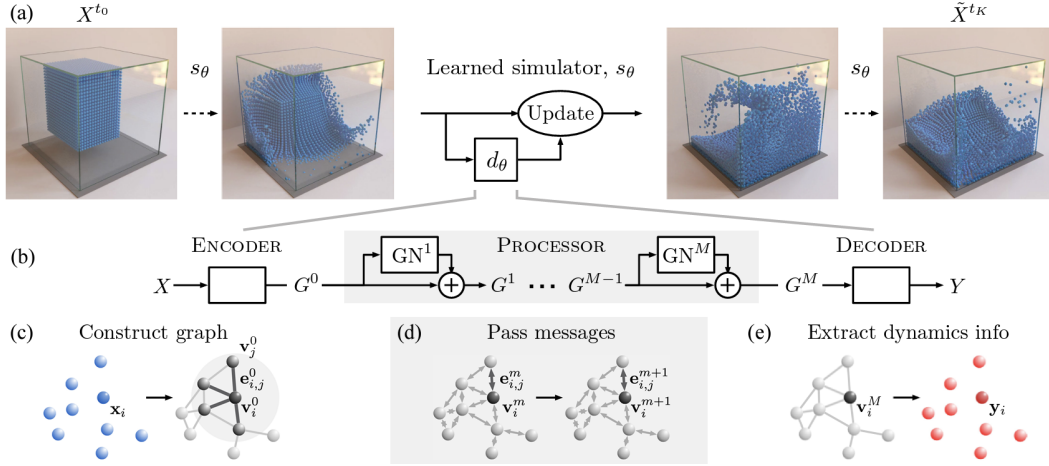 (a)
X^{t_0}
s_θ
Learned simulator, s_θ
Update
d_θ
s_θ
X̃^{t_K}
(b)
ENCODER
PROCESSOR
DECODER
X
G^0
GN^1
+
G^1
...
G^{M−1}
GN^M
+
G^M
Y
(c)
Construct graph
x_i
v_j^0
e_{i,j}^0
v_i^0
(d)
Pass messages
e_{i,j}^m
v_i^m
e_{i,j}^{m+1}
v_i^{m+1}
(e)
Extract dynamics info
v_i^M
y_i